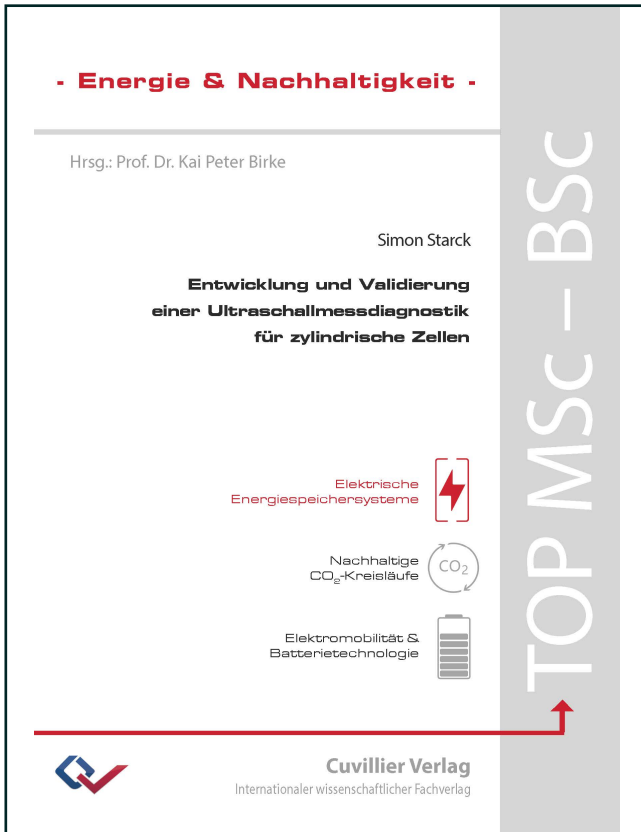 - Energie & Nachhaltigkeit -
Hrsg.: Prof. Dr. Kai Peter Birke
Simon Starck
Entwicklung und Validierung
einer Ultraschallmessdiagnostik
für zylindrische Zellen
Elektrische
Energiespeichersysteme
Nachhaltige
CO₂-Kreisläufe
CO₂
Elektromobilität &
Batterietechnologie
TOP MSc – BSc
Cuvillier Verlag
Internationaler wissenschaftlicher Fachverlag